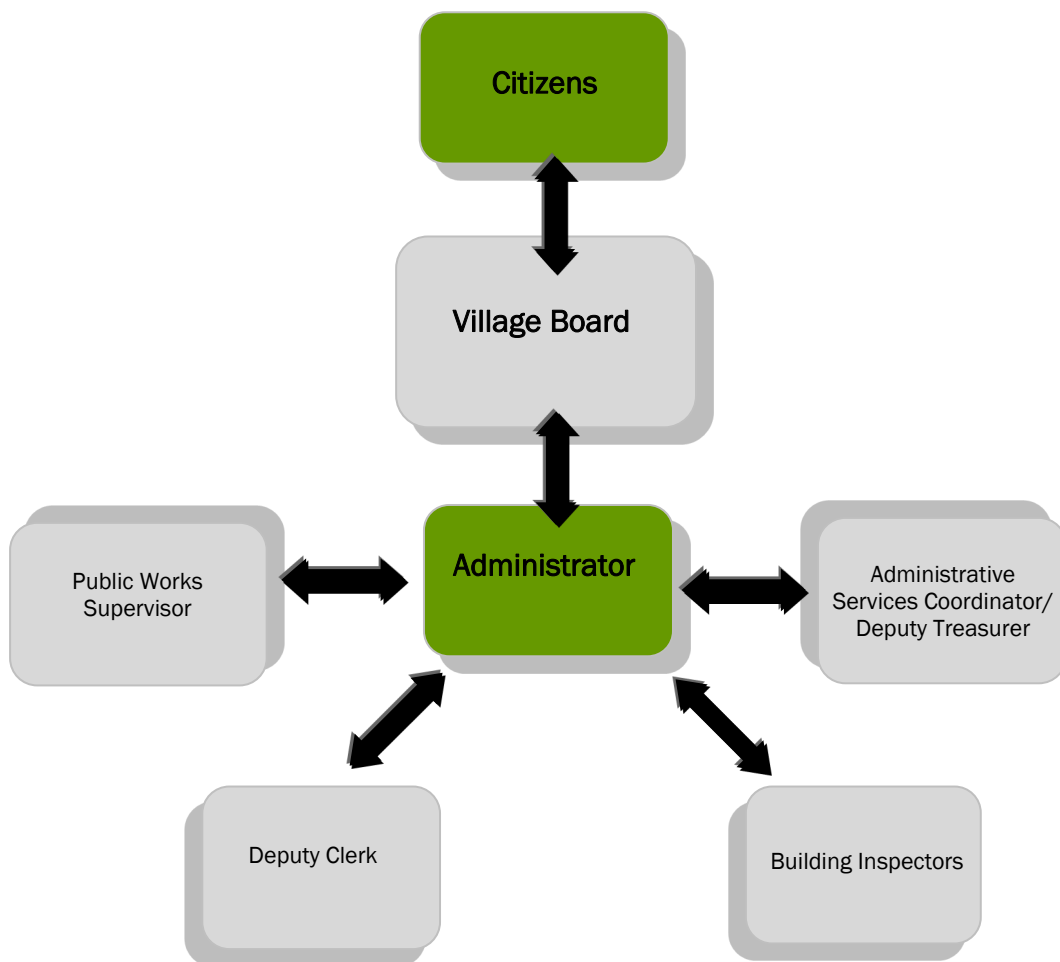 Citizens
Village Board
Administrator
Public Works
Supervisor
Administrative
Services Coordinator/
Deputy Treasurer
Deputy Clerk
Building Inspectors